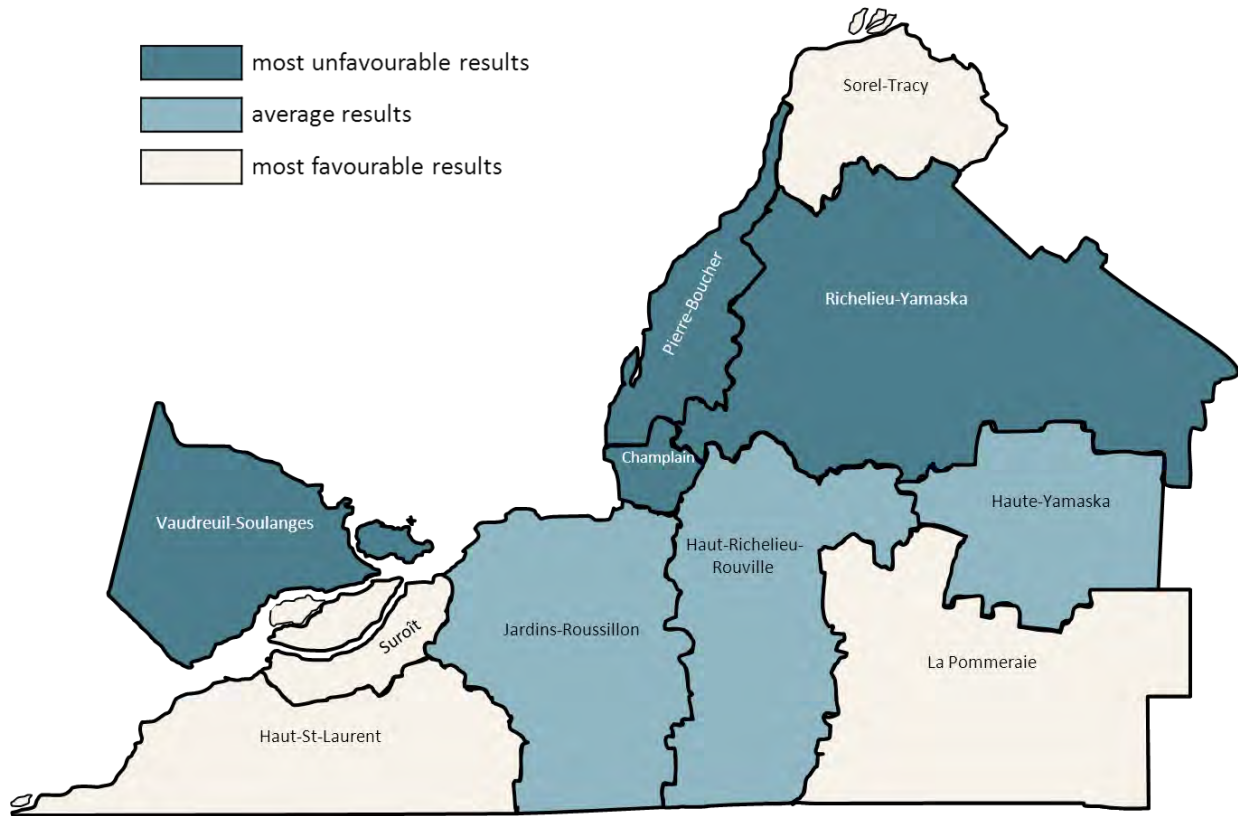 most unfavourable results
average results
most favourable results
Sorel-Tracy
Pierre-Boucher
Richelieu-Yamaska
Champlain
Vaudreuil-Soulanges
Haute-Yamaska
Haut-Richelieu-
Rouville
Jardins-Roussillon
Suroît
La Pommeraie
Haut-St-Laurent